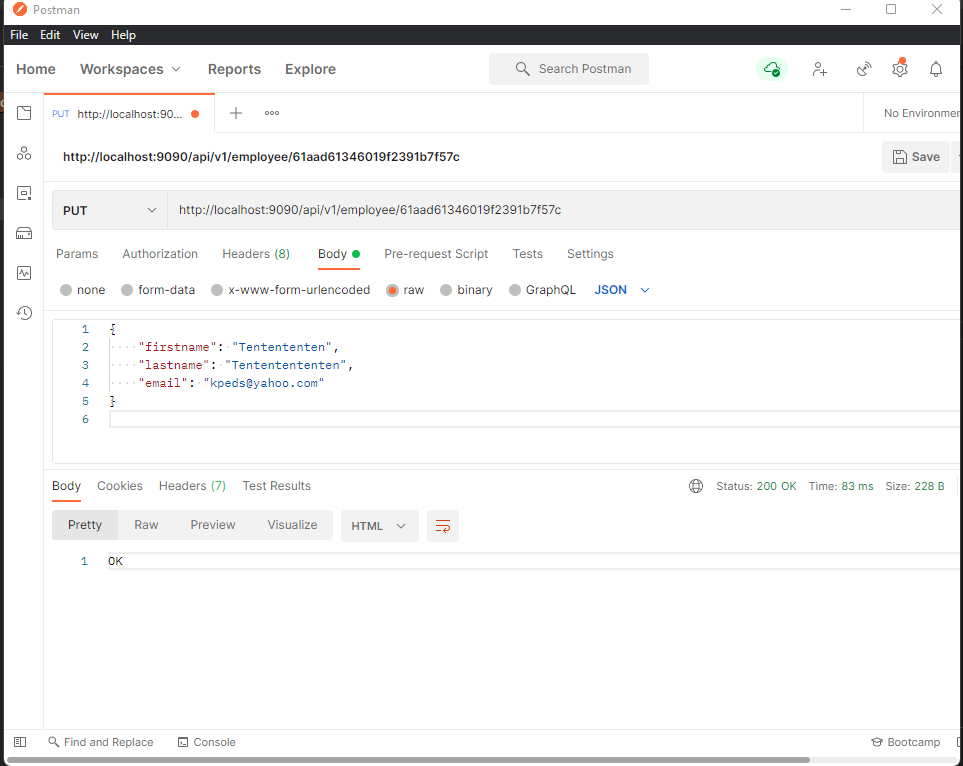 Postman
File Edit View Help
Home Workspaces Reports Explore Search Postman
PUT http://localhost:90... No Environmen
http://localhost:9090/api/v1/employee/61aad61346019f2391b7f57c Save
PUT http://localhost:9090/api/v1/employee/61aad61346019f2391b7f57c
Params Authorization Headers (8) Body Pre-request Script Tests Settings
none form-data x-www-form-urlencoded raw binary GraphQL JSON
1 {
2 ····"firstname":·"Tentententen",
3 ····"lastname":·"Tententententen",
4 ····"email":·"kpeds@yahoo.com"
5 }
6
Body Cookies Headers (7) Test Results Status: 200 OK Time: 83 ms Size: 228 B
Pretty Raw Preview Visualize HTML
1 OK
Find and Replace Console Bootcamp